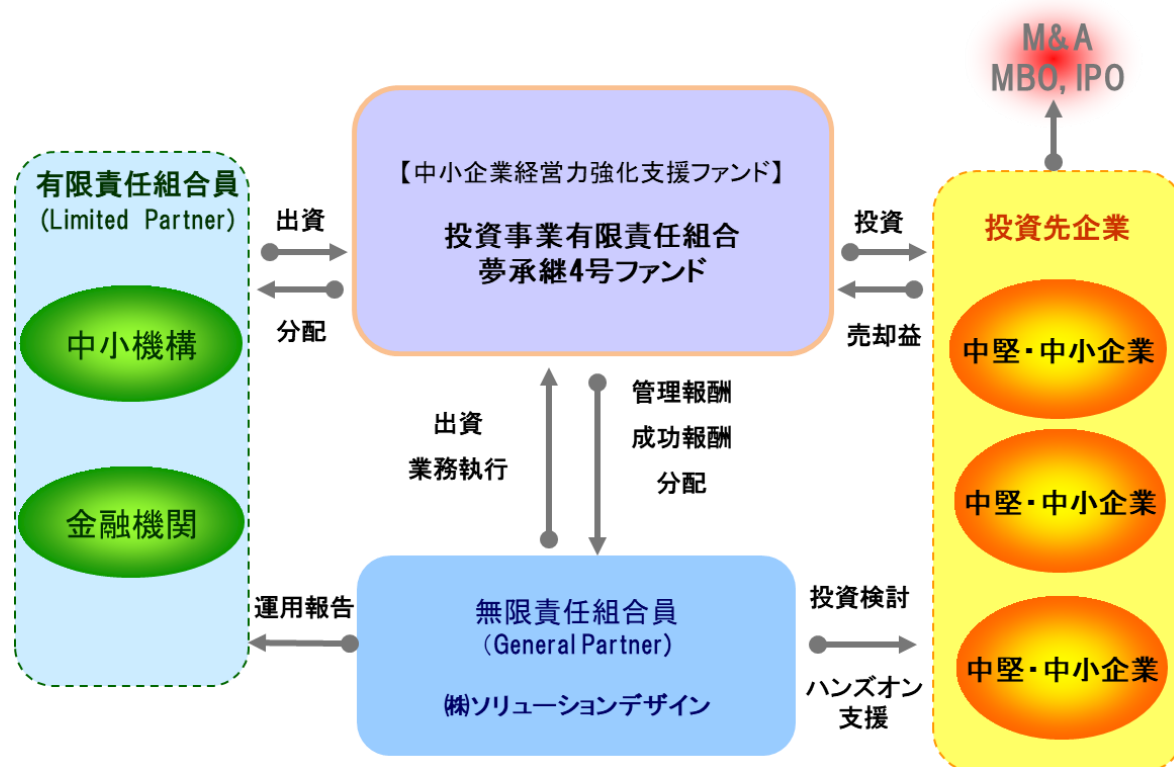 M&A
MBO, IPO
【中小企業経営力強化支援ファンド】
投資事業有限責任組合
夢承継4号ファンド
有限責任組合員
(Limited Partner)
中小機構
金融機関
出資
分配
投資
売却益
投資先企業
中堅・中小企業
中堅・中小企業
中堅・中小企業
出資
業務執行
管理報酬
成功報酬
分配
運用報告
無限責任組合員
(General Partner)
㈱ソリューションデザイン
投資検討
ハンズオン
支援